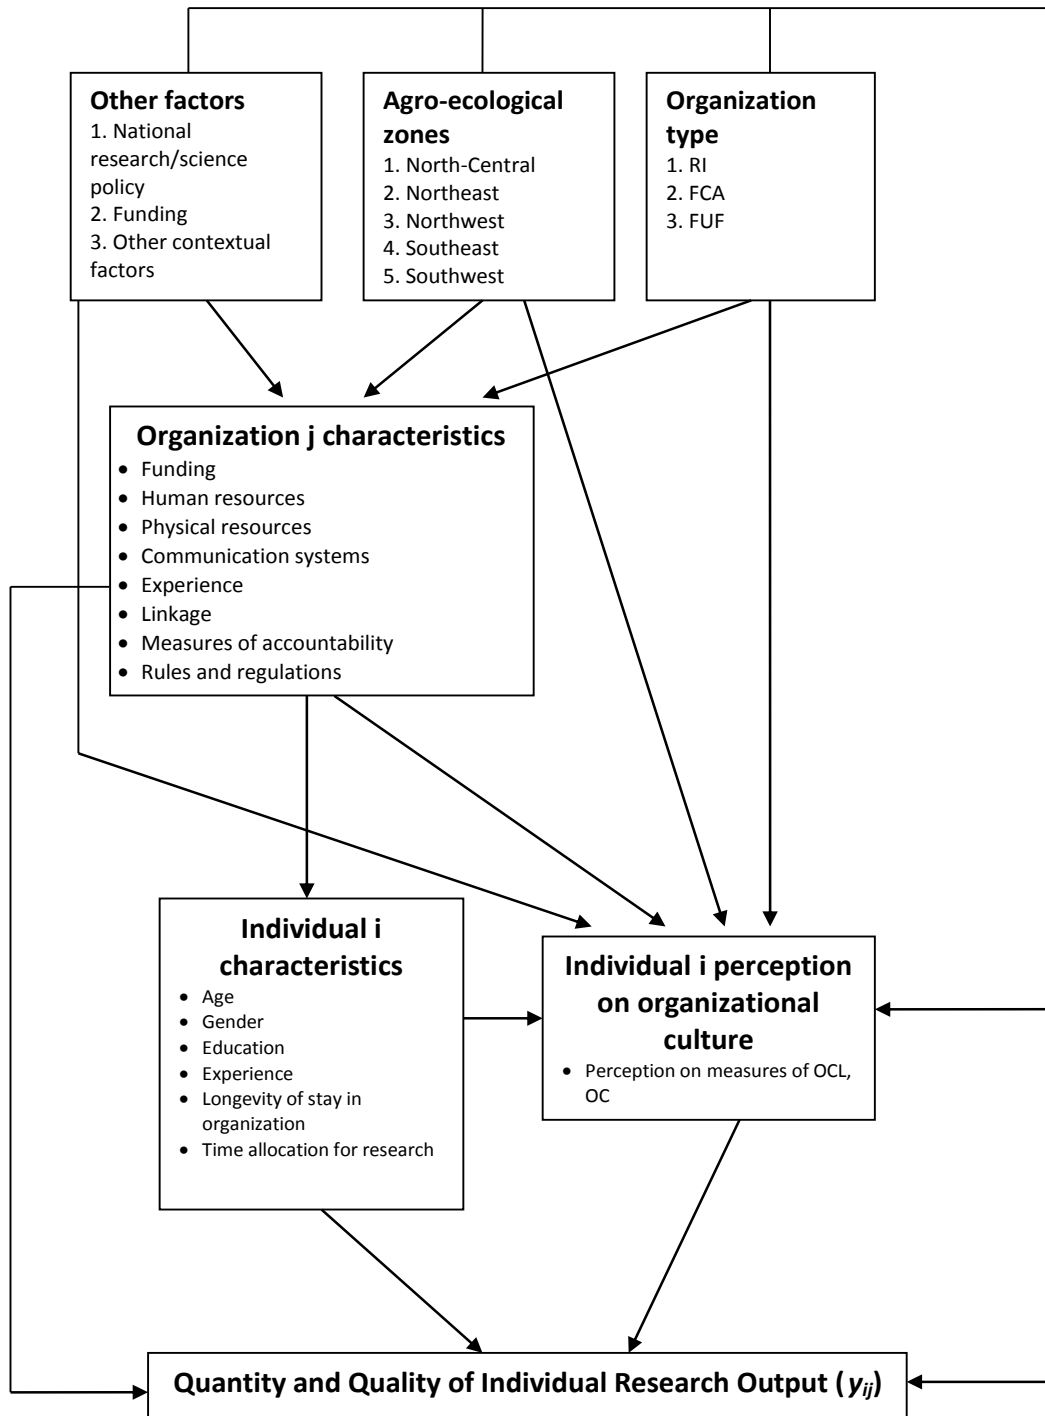 Other factors
1. National
research/science
policy
2. Funding
3. Other contextual
factors
Agro-ecological
zones
1. North-Central
2. Northeast
3. Northwest
4. Southeast
5. Southwest
Organization
type
1. RI
2. FCA
3. FUF
Organization j characteristics
• Funding
• Human resources
• Physical resources
• Communication systems
• Experience
• Linkage
• Measures of accountability
• Rules and regulations
Individual i
characteristics
• Age
• Gender
• Education
• Experience
• Longevity of stay in
organization
• Time allocation for research
Individual i perception
on organizational
culture
• Perception on measures of OCL,
OC
Quantity and Quality of Individual Research Output (yij)